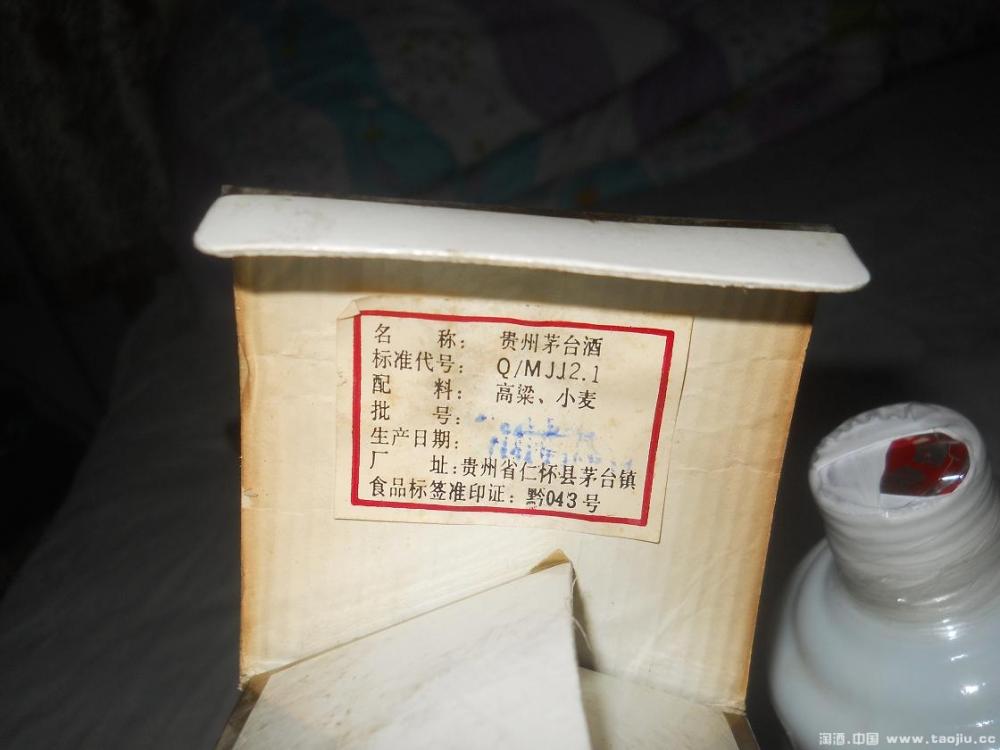 名 称: 贵州茅台酒
标准代号: Q/MJJ2.1
配 料: 高粱、小麦
批 号:
生产日期:
厂 址:贵州省仁怀县茅台镇
食品标签准印证: 黔043号
淘酒.中国 www.taojiu.cc